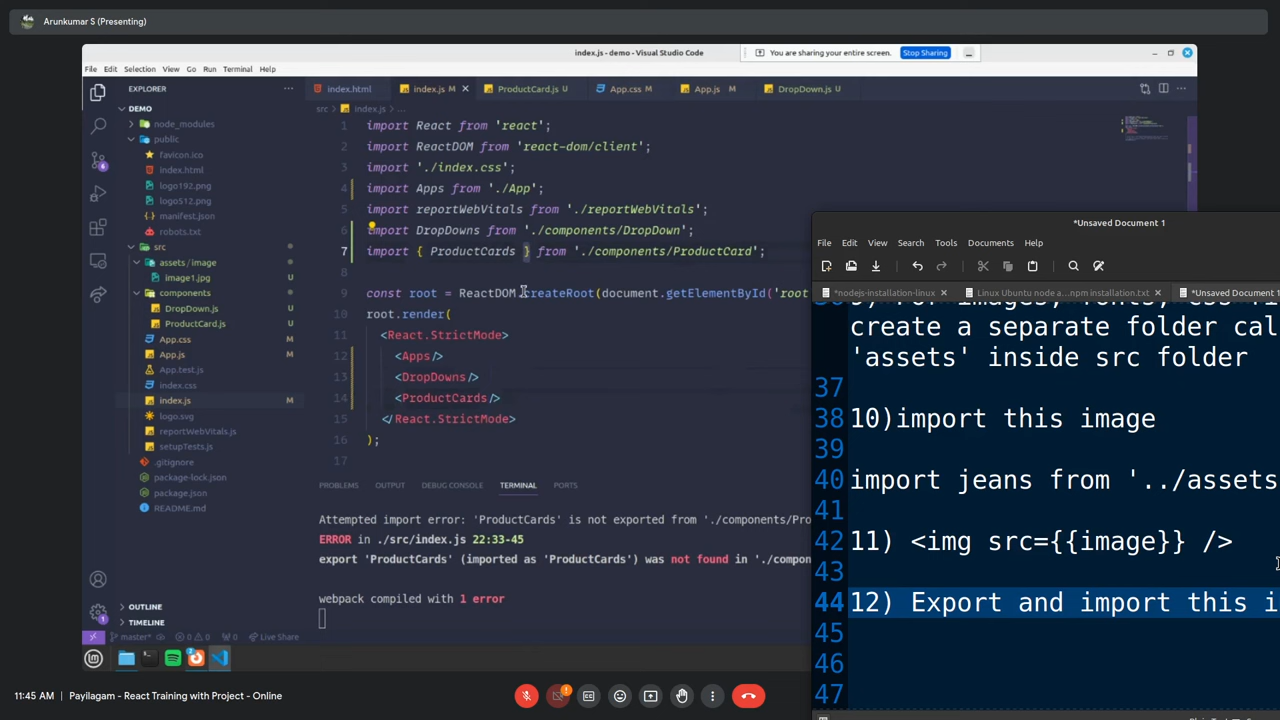 Arunkumar S (Presenting)
index.js - demo - Visual Studio Code
You are sharing your entire screen.
Stop Sharing
File Edit Selection View Go Run Terminal Help
EXPLORER
index.html
index.js M
ProductCard.js U
App.css M
App.js M
DropDown.js U
DEMO
node_modules
public
favicon.ico
index.html
logo192.png
logo512.png
manifest.json
robots.txt
src
assets/image
image1.jpg U
components
DropDown.js U
ProductCard.js U
App.css M
App.js M
App.test.js
index.css
index.js M
logo.svg
reportWebVitals.js
setupTests.js
.gitignore
package-lock.json
package.json
README.md
OUTLINE
TIMELINE
src > index.js > ...
1 import React from 'react';
2 import ReactDOM from 'react-dom/client';
3 import './index.css';
4 import Apps from './App';
5 import reportWebVitals from './reportWebVitals';
6 import DropDowns from './components/DropDown';
7 import { ProductCards } from './components/ProductCard';
8
9 const root = ReactDOM.createRoot(document.getElementById('root
10 root.render(
11 <React.StrictMode>
12 <Apps/>
13 <DropDowns/>
14 <ProductCards/>
15 </React.StrictMode>
16 );
17
PROBLEMS OUTPUT DEBUG CONSOLE TERMINAL PORTS
Attempted import error: 'ProductCards' is not exported from './components/Pro
ERROR in ./src/index.js 22:33-45
export 'ProductCards' (imported as 'ProductCards') was not found in './compon
webpack compiled with 1 error
master* 0 0 0 Live Share
*Unsaved Document 1
File Edit View Search Tools Documents Help
*nodejs-installation-linux
Linux Ubuntu node a...npm installation.txt
*Unsaved Document 1
create a separate folder cal
'assets' inside src folder
37
38 10)import this image
39
40 import jeans from '../assets
41
42 11) <img src={{image}} />
43
44 12) Export and import this i
45
46
47
11:45 AM | Payilagam - React Training with Project - Online